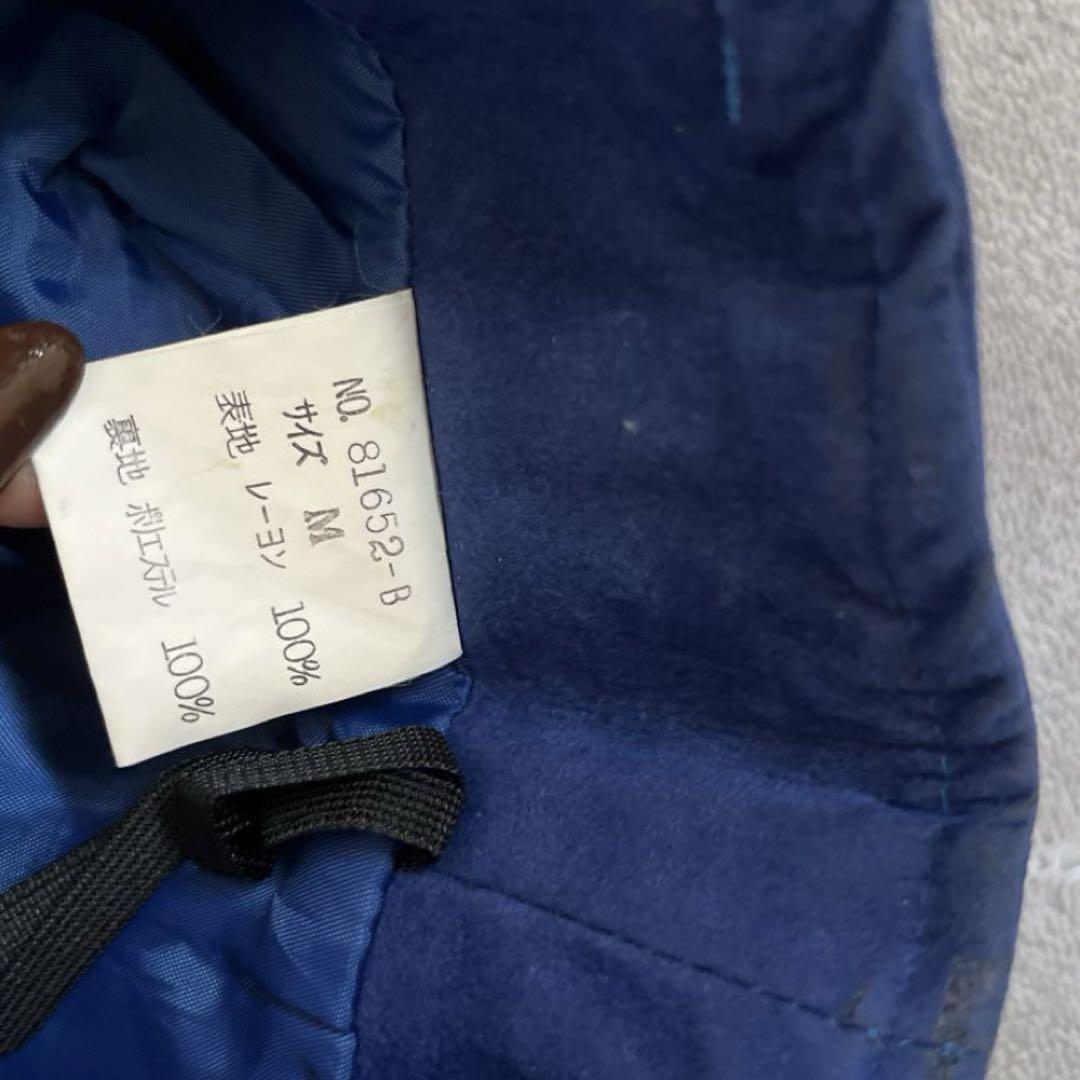 NO. 81652-B
サイズ M
表地 レーヨン 100%
裏地 ポリエステル 100%